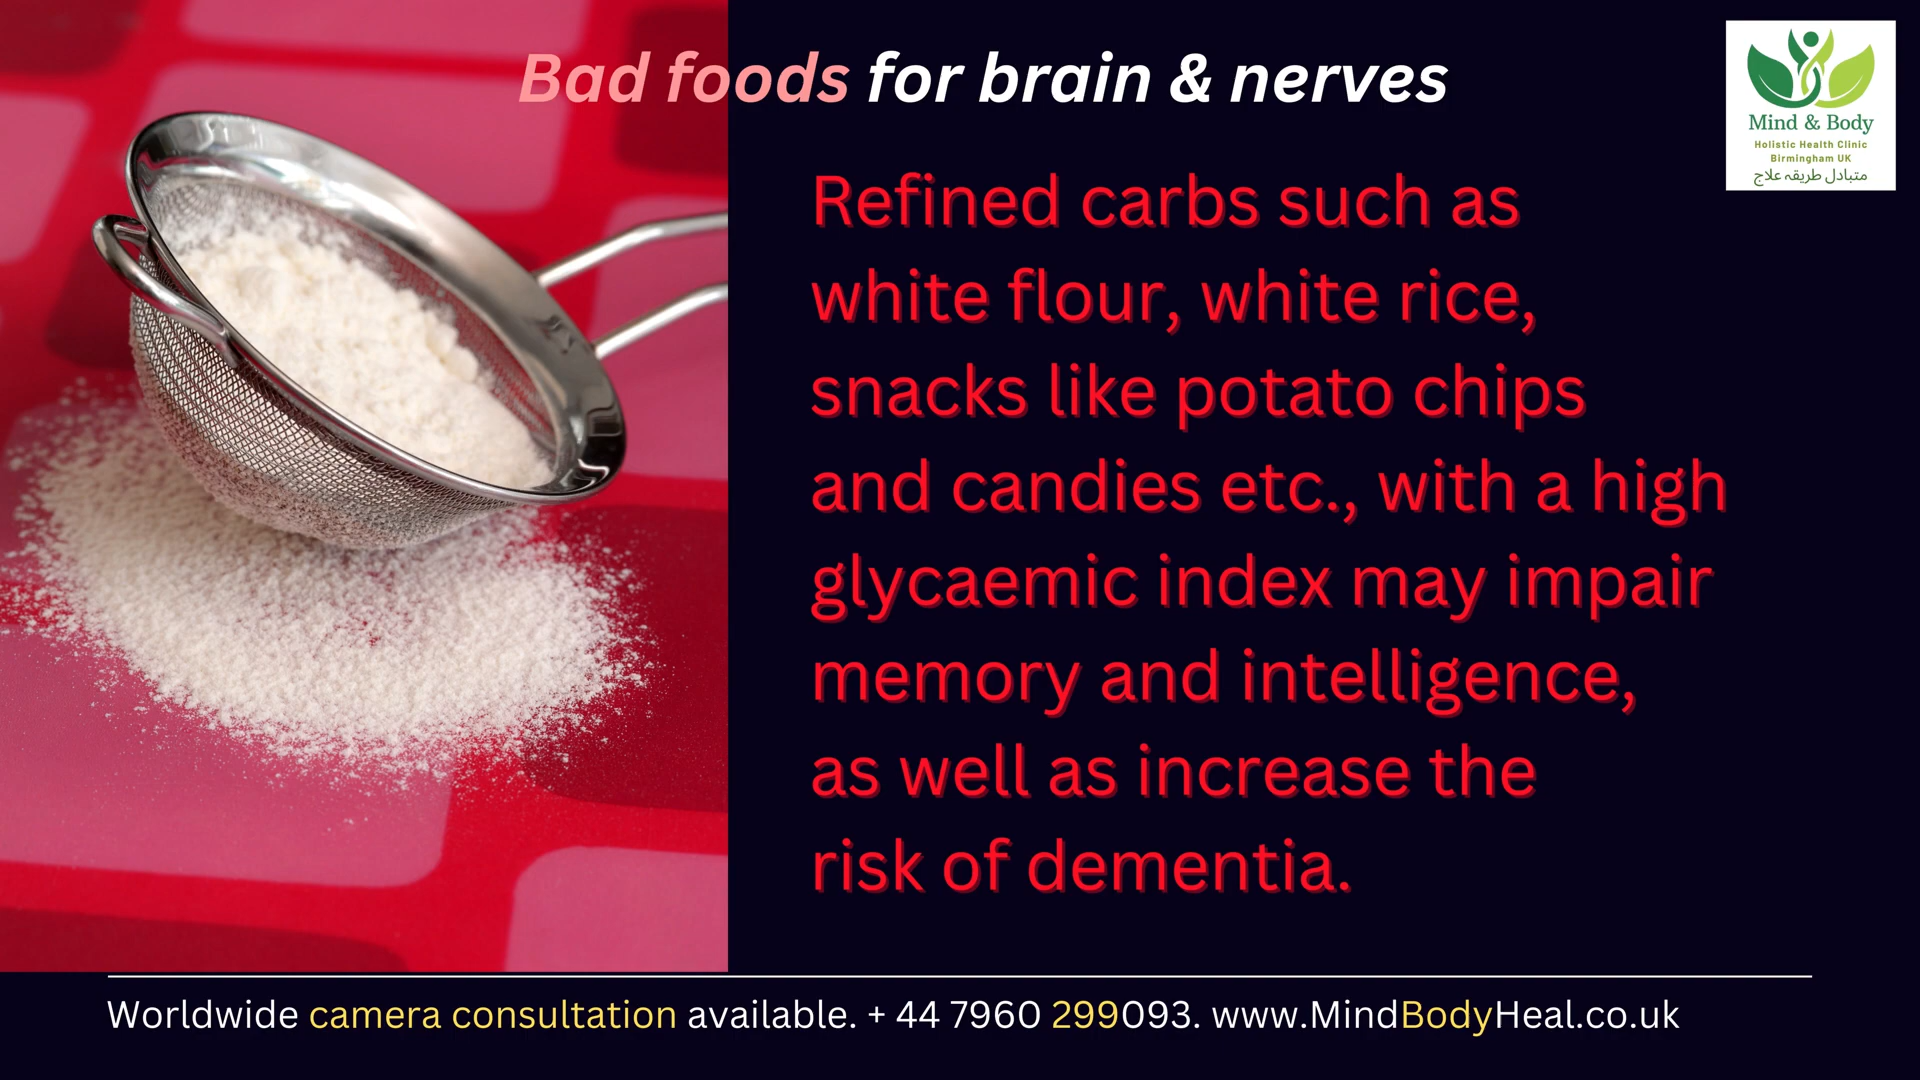 Bad foods for brain & nerves
Mind & Body
Holistic Health Clinic
Birmingham UK
متبادل طریقہ علاج
Refined carbs such as
white flour, white rice,
snacks like potato chips
and candies etc., with a high
glycaemic index may impair
memory and intelligence,
as well as increase the
risk of dementia.
Worldwide camera consultation available. + 44 7960 299093. www.MindBodyHeal.co.uk